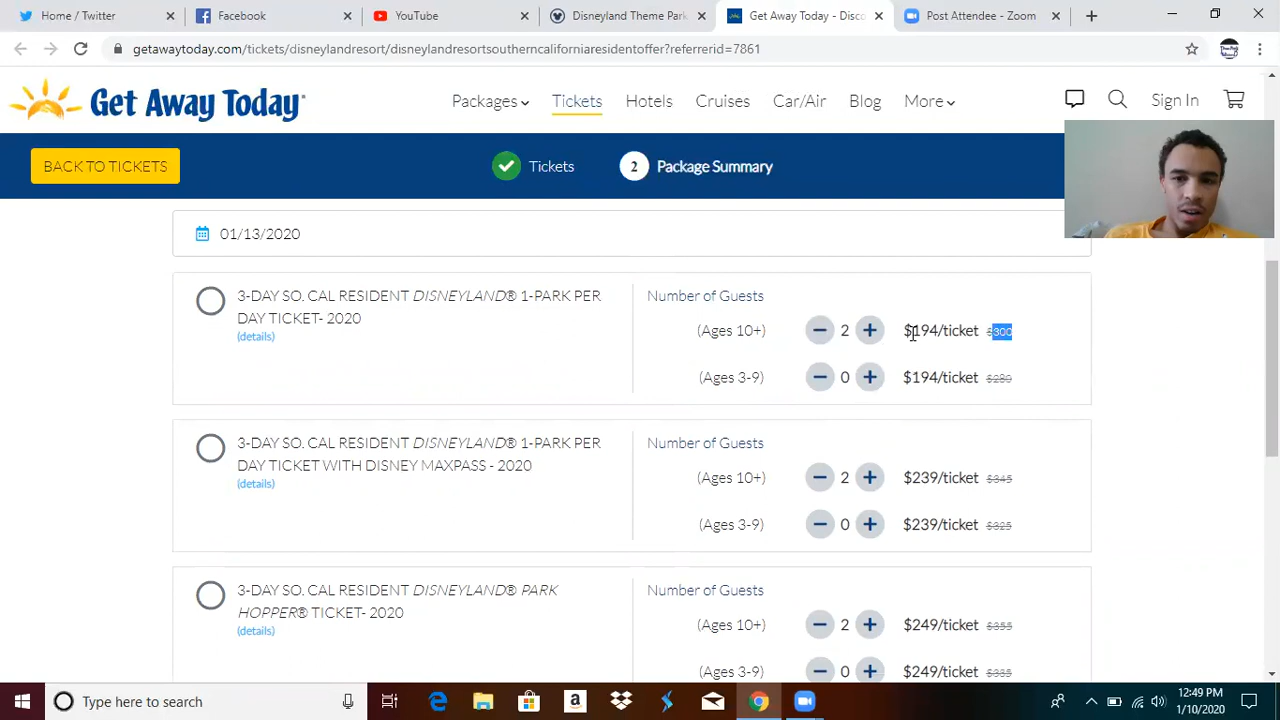 Home / Twitter
Facebook
YouTube
Disneyland Theme Park
Get Away Today - Disco
Post Attendee - Zoom
getawaytoday.com/tickets/disneylandresort/disneylandresortsoutherncaliforniaresidentoffer?referrerid=7861
Get Away Today
Packages
Tickets
Hotels
Cruises
Car/Air
Blog
More
Sign In
BACK TO TICKETS
Tickets
2 Package Summary
01/13/2020
3-DAY SO. CAL RESIDENT DISNEYLAND® 1-PARK PER
DAY TICKET- 2020
(details)
Number of Guests
(Ages 10+) − 2 + $194/ticket $300
(Ages 3-9) − 0 + $194/ticket $280
3-DAY SO. CAL RESIDENT DISNEYLAND® 1-PARK PER
DAY TICKET WITH DISNEY MAXPASS - 2020
(details)
Number of Guests
(Ages 10+) − 2 + $239/ticket $345
(Ages 3-9) − 0 + $239/ticket $325
3-DAY SO. CAL RESIDENT DISNEYLAND® PARK
HOPPER® TICKET- 2020
(details)
Number of Guests
(Ages 10+) − 2 + $249/ticket $355
(Ages 3-9) − 0 + $249/ticket $335
Type here to search
12:49 PM
1/10/2020